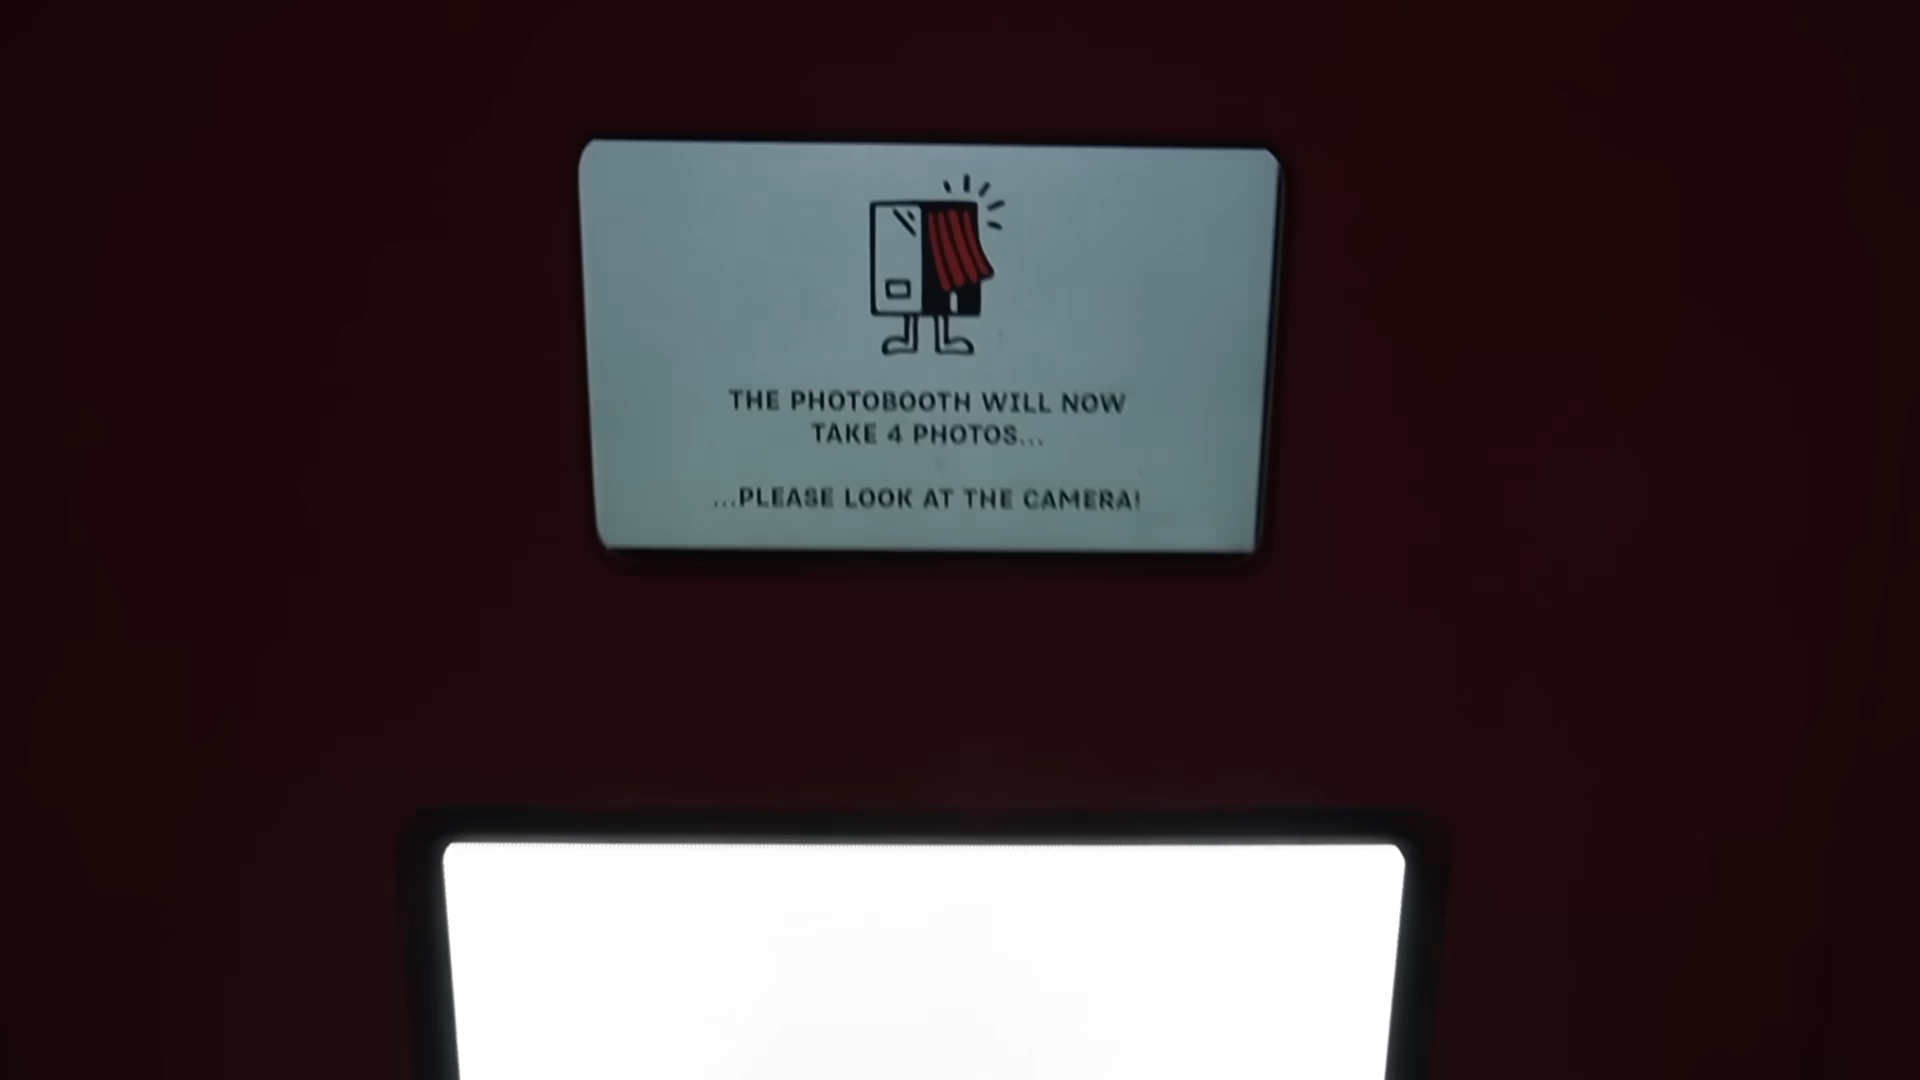 THE PHOTOBOOTH WILL NOW
TAKE 4 PHOTOS...
...PLEASE LOOK AT THE CAMERA!